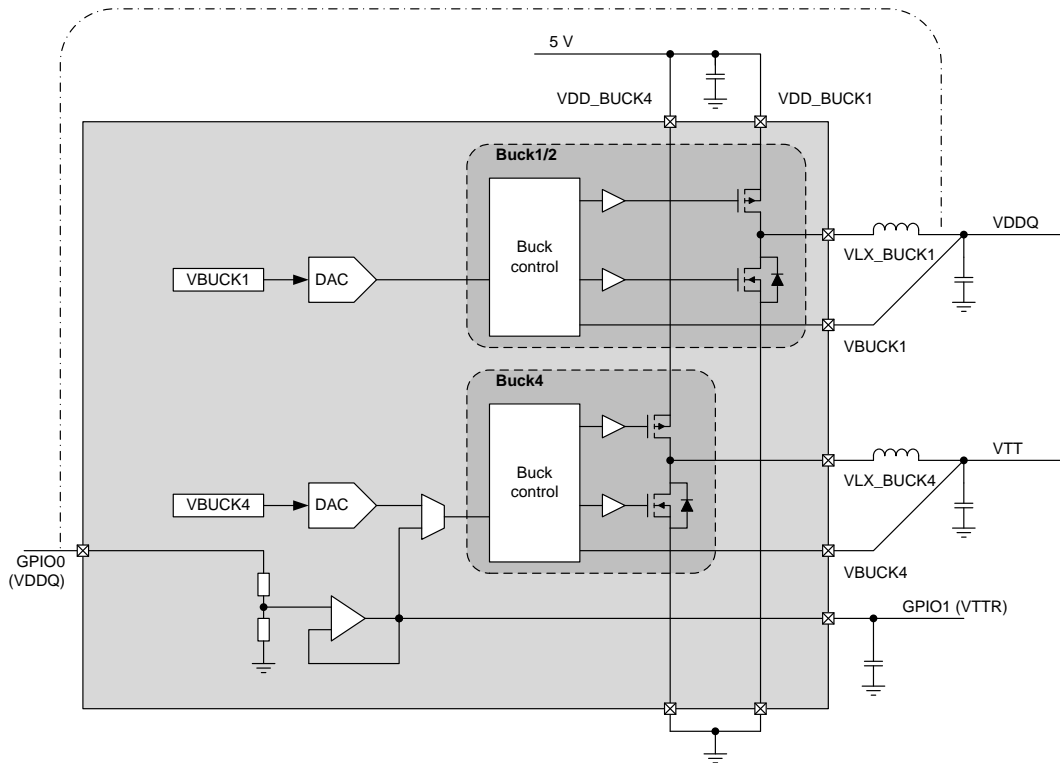 5 V
VDD_BUCK4
VDD_BUCK1
Buck1/2
Buck
control
VBUCK1
DAC
VDDQ
VLX_BUCK1
VBUCK1
Buck4
Buck
control
VBUCK4
DAC
VTT
VLX_BUCK4
VBUCK4
GPIO0
(VDDQ)
GPIO1 (VTTR)